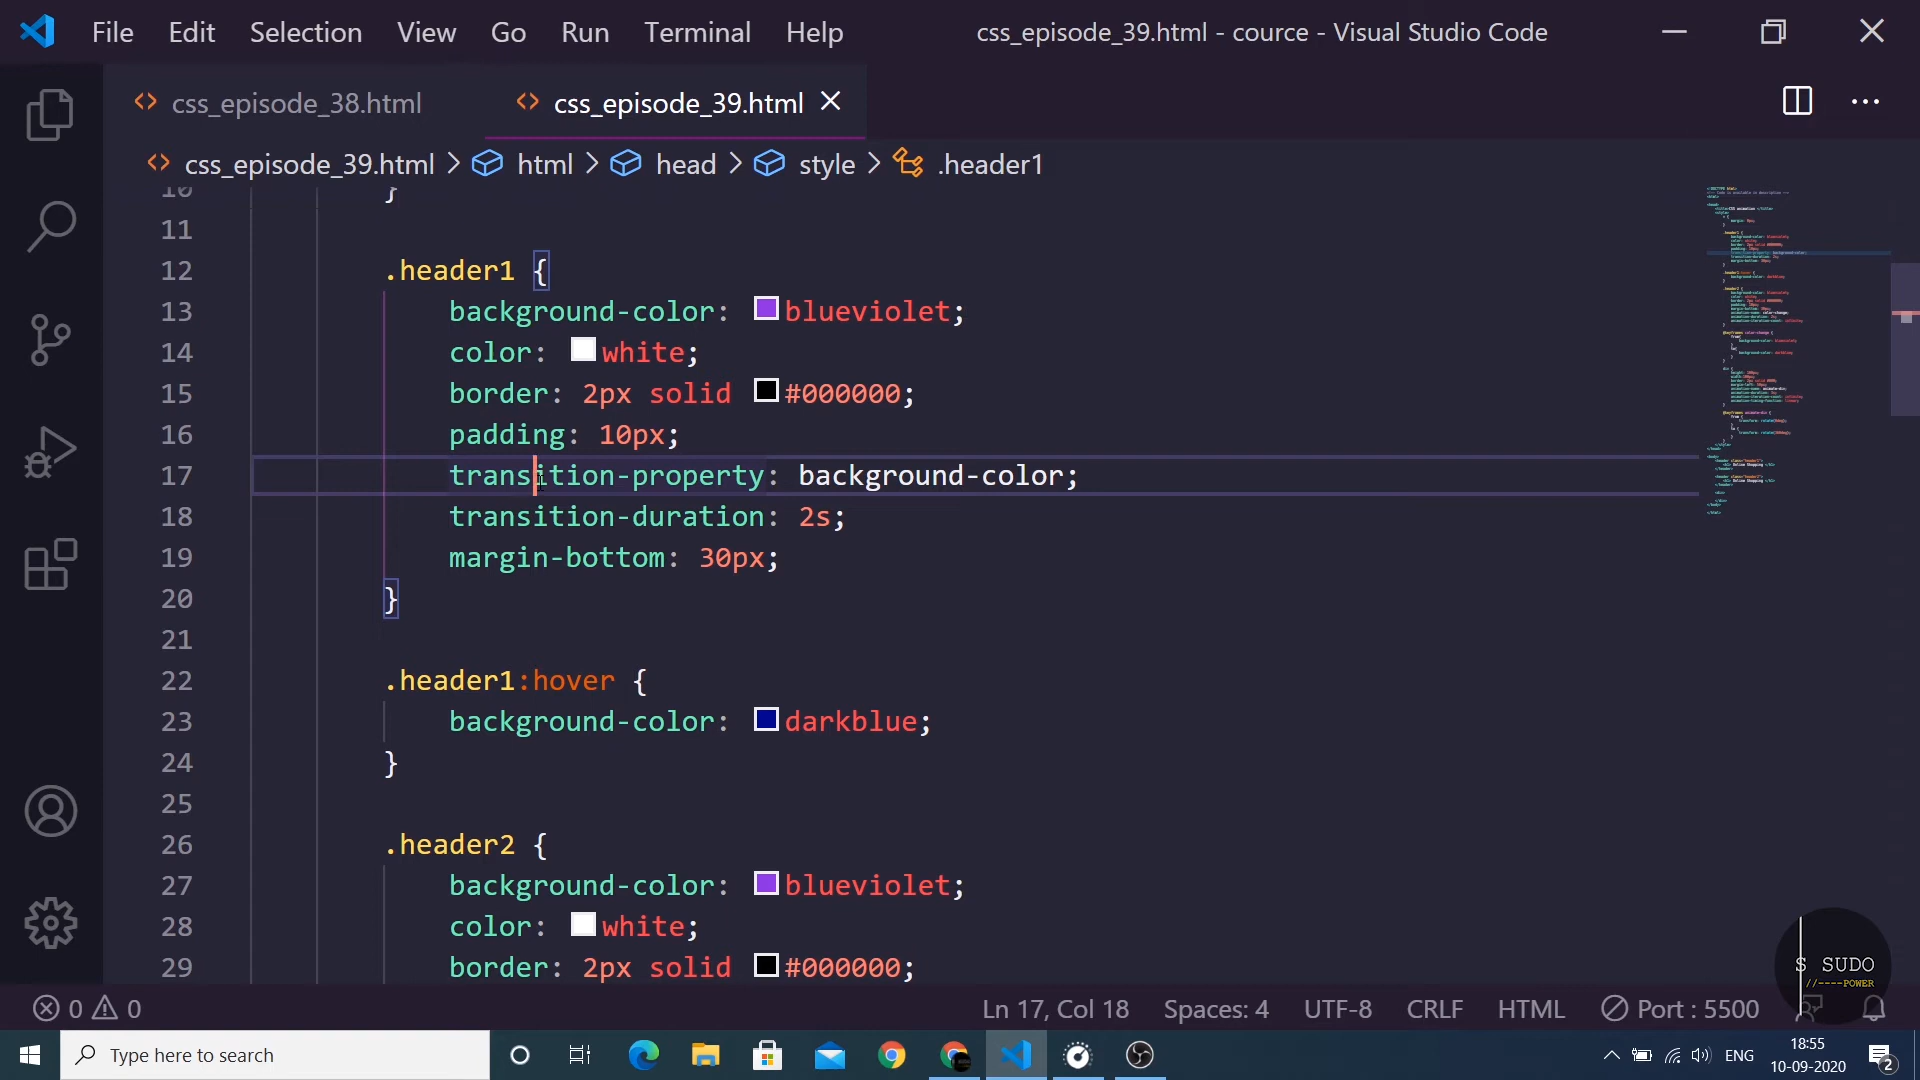 File Edit Selection View Go Run Terminal Help css_episode_39.html - cource - Visual Studio Code
css_episode_38.html css_episode_39.html
css_episode_39.html > html > head > style > .header1
10 }
11
12 .header1 {
13 background-color: blueviolet;
14 color: white;
15 border: 2px solid #000000;
16 padding: 10px;
17 transition-property: background-color;
18 transition-duration: 2s;
19 margin-bottom: 30px;
20 }
21
22 .header1:hover {
23 background-color: darkblue;
24 }
25
26 .header2 {
27 background-color: blueviolet;
28 color: white;
29 border: 2px solid #000000;
S SUDO
//----POWER
0 0 Ln 17, Col 18 Spaces: 4 UTF-8 CRLF HTML Port : 5500
Type here to search
ENG
18:55
10-09-2020
2